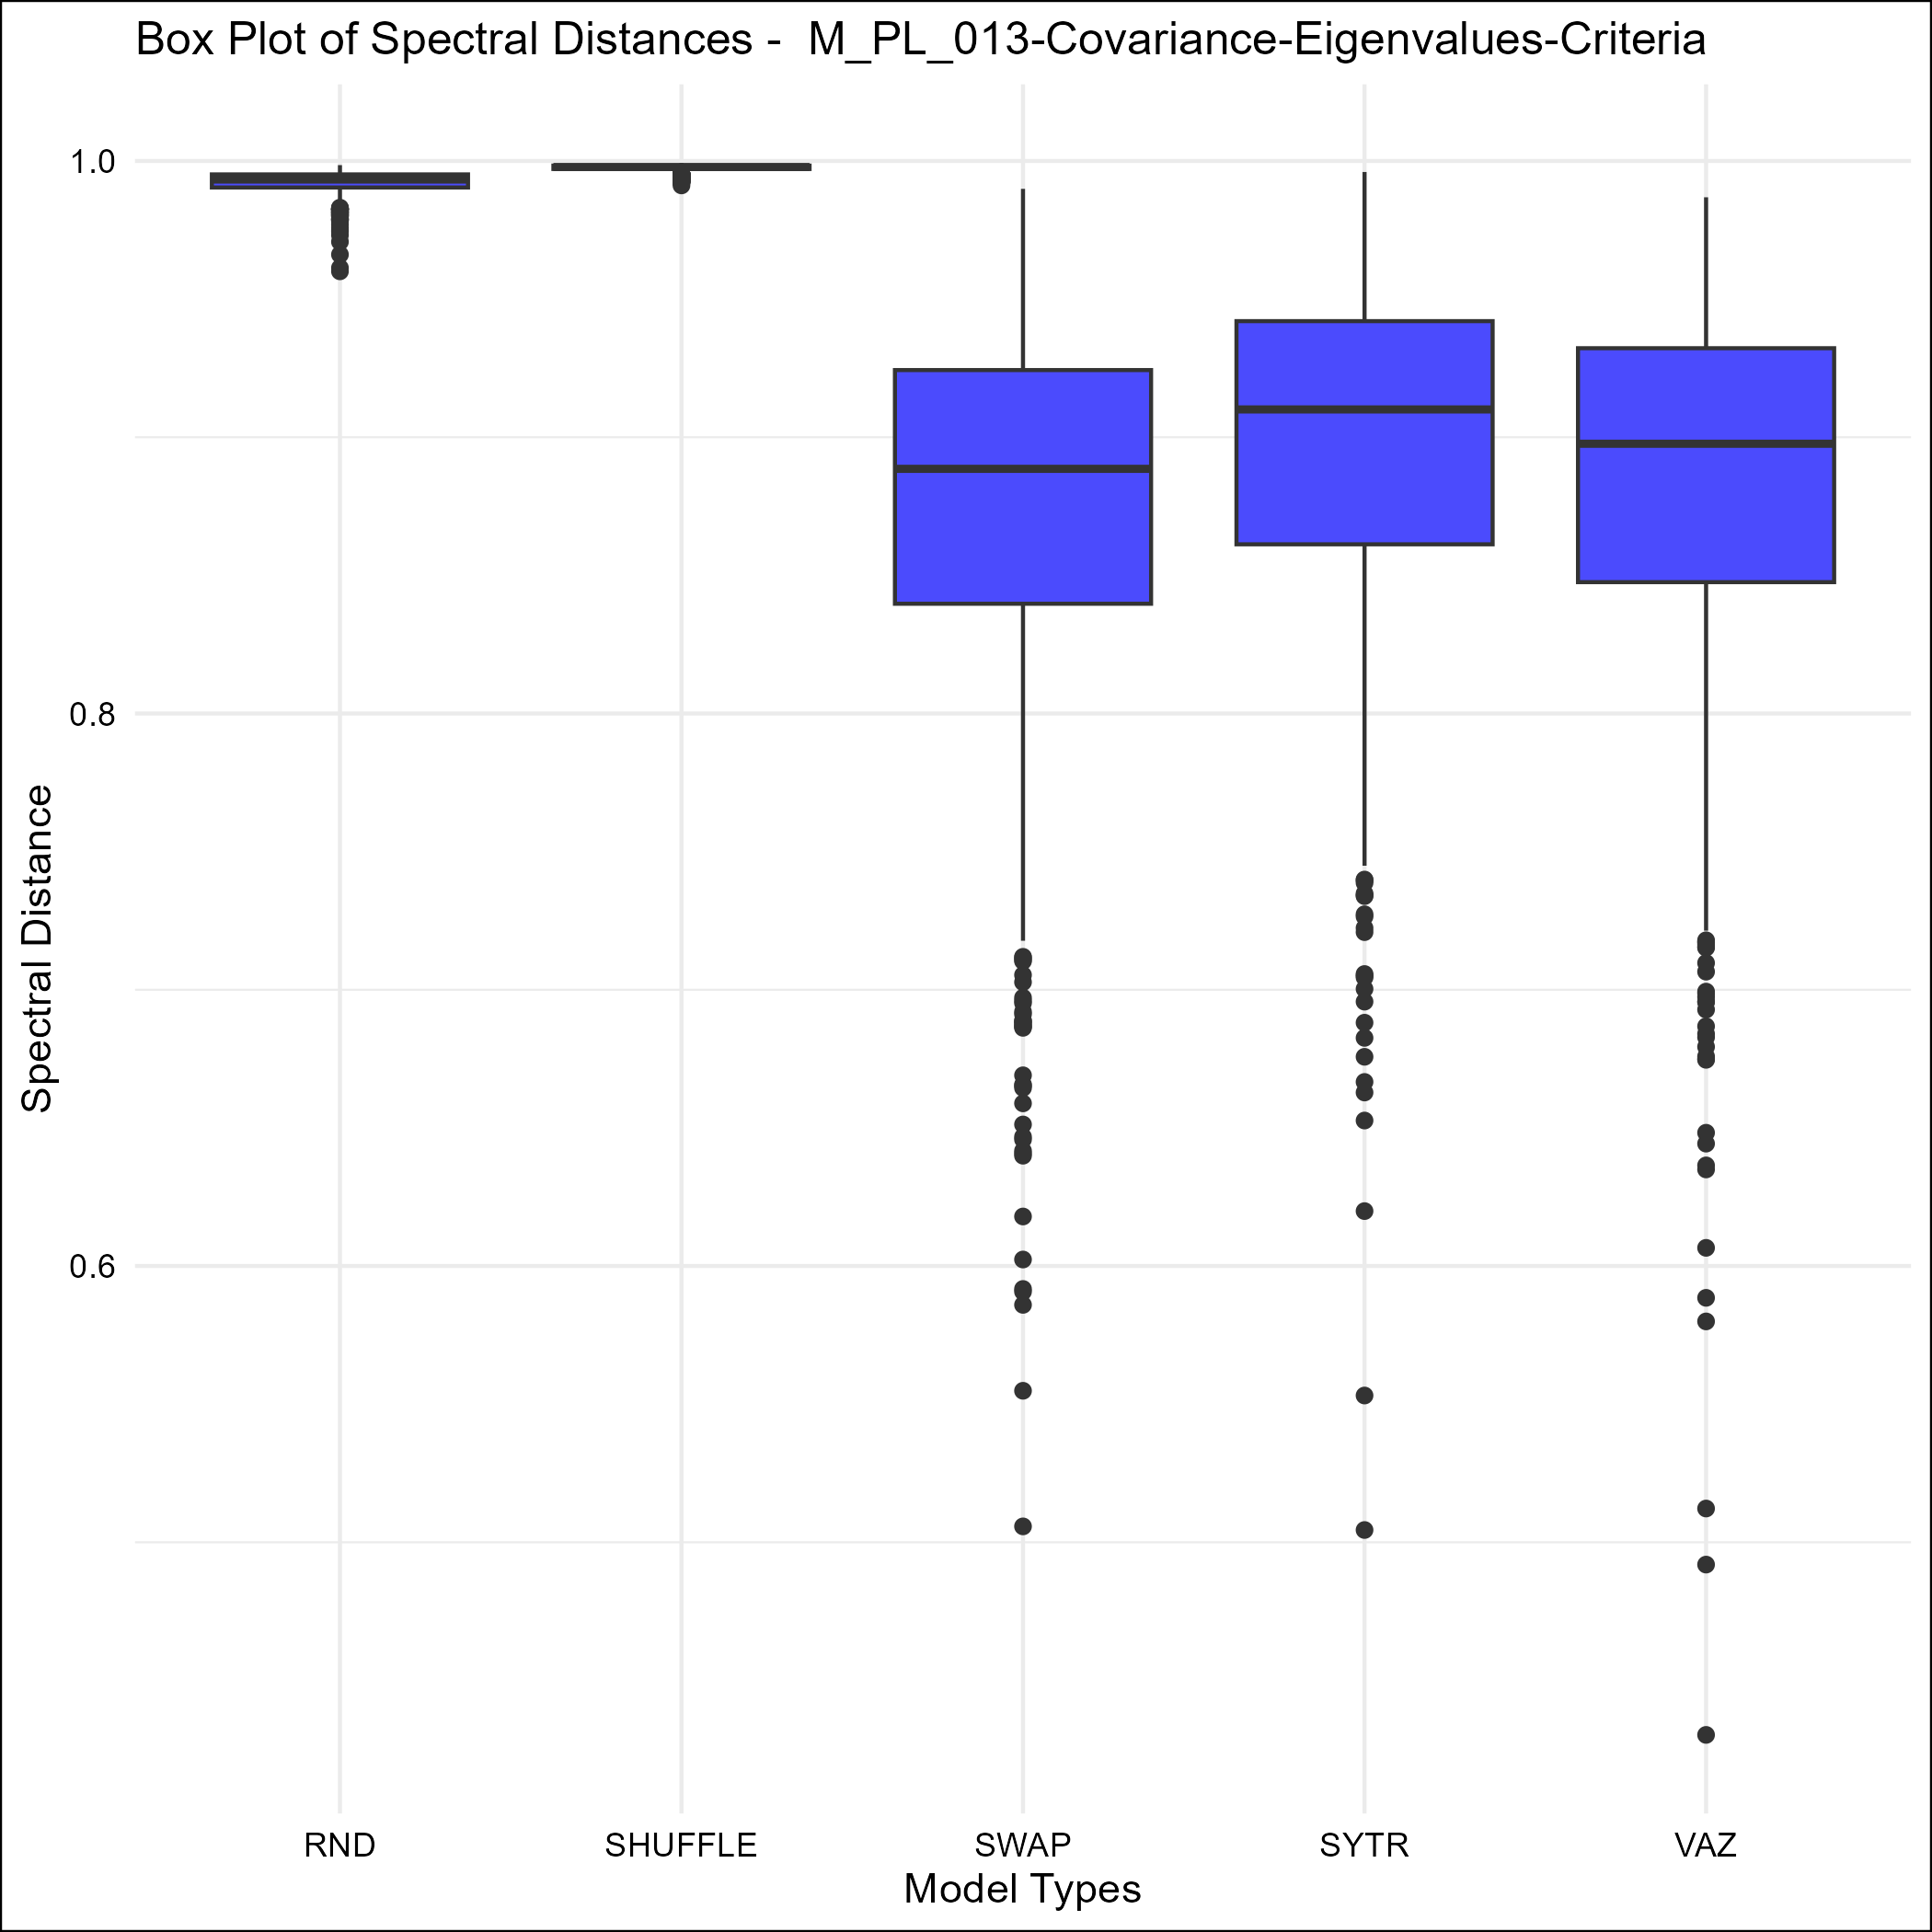 Box Plot of Spectral Distances -  M_PL_013-Covariance-Eigenvalues-Criteria
1.0
0.8
0.6
Spectral Distance
RND SHUFFLE SWAP SYTR VAZ
Model Types